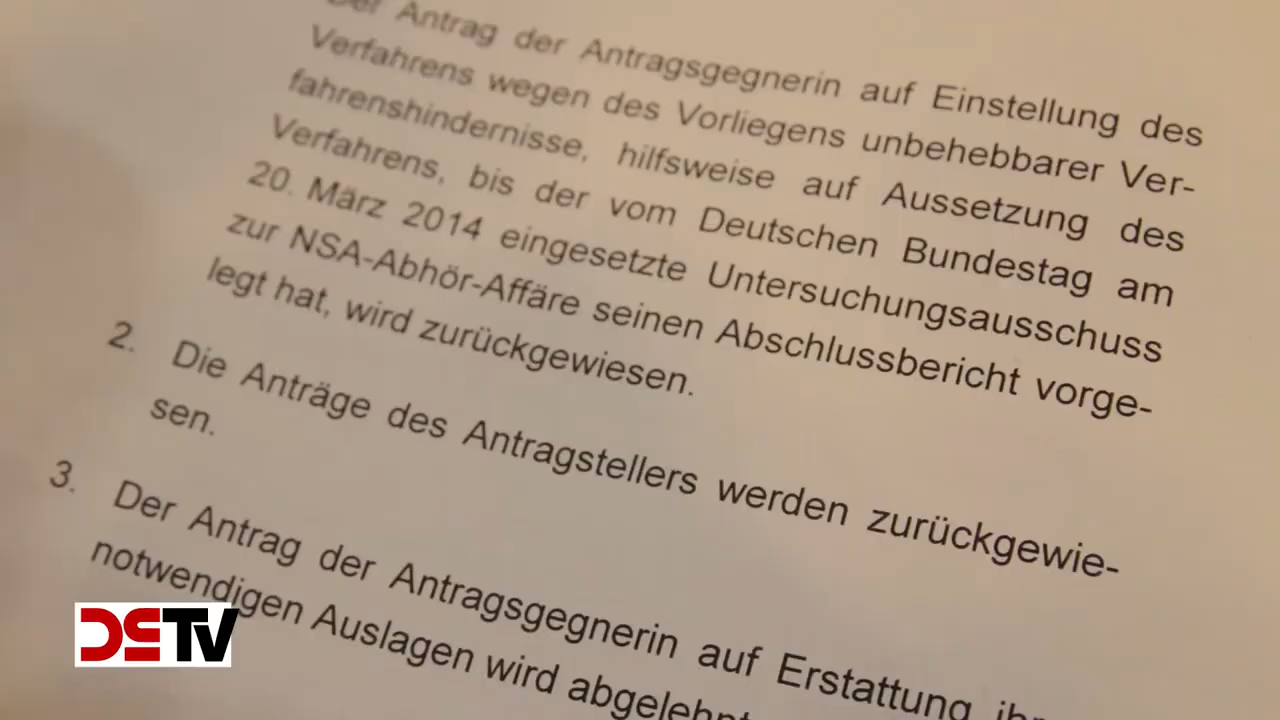 Der Antrag der Antragsgegnerin auf Einstellung des
Verfahrens wegen des Vorliegens unbehebbarer Ver-
fahrenshindernisse, hilfsweise auf Aussetzung des
Verfahrens, bis der vom Deutschen Bundestag am
20. März 2014 eingesetzte Untersuchungsausschuss
zur NSA-Abhör-Affäre seinen Abschlussbericht vorge-
legt hat, wird zurückgewiesen.
2. Die Anträge des Antragstellers werden zurückgewie-
sen.
3. Der Antrag der Antragsgegnerin auf Erstattung
notwendigen Auslagen wird abgelehnt
DSTV